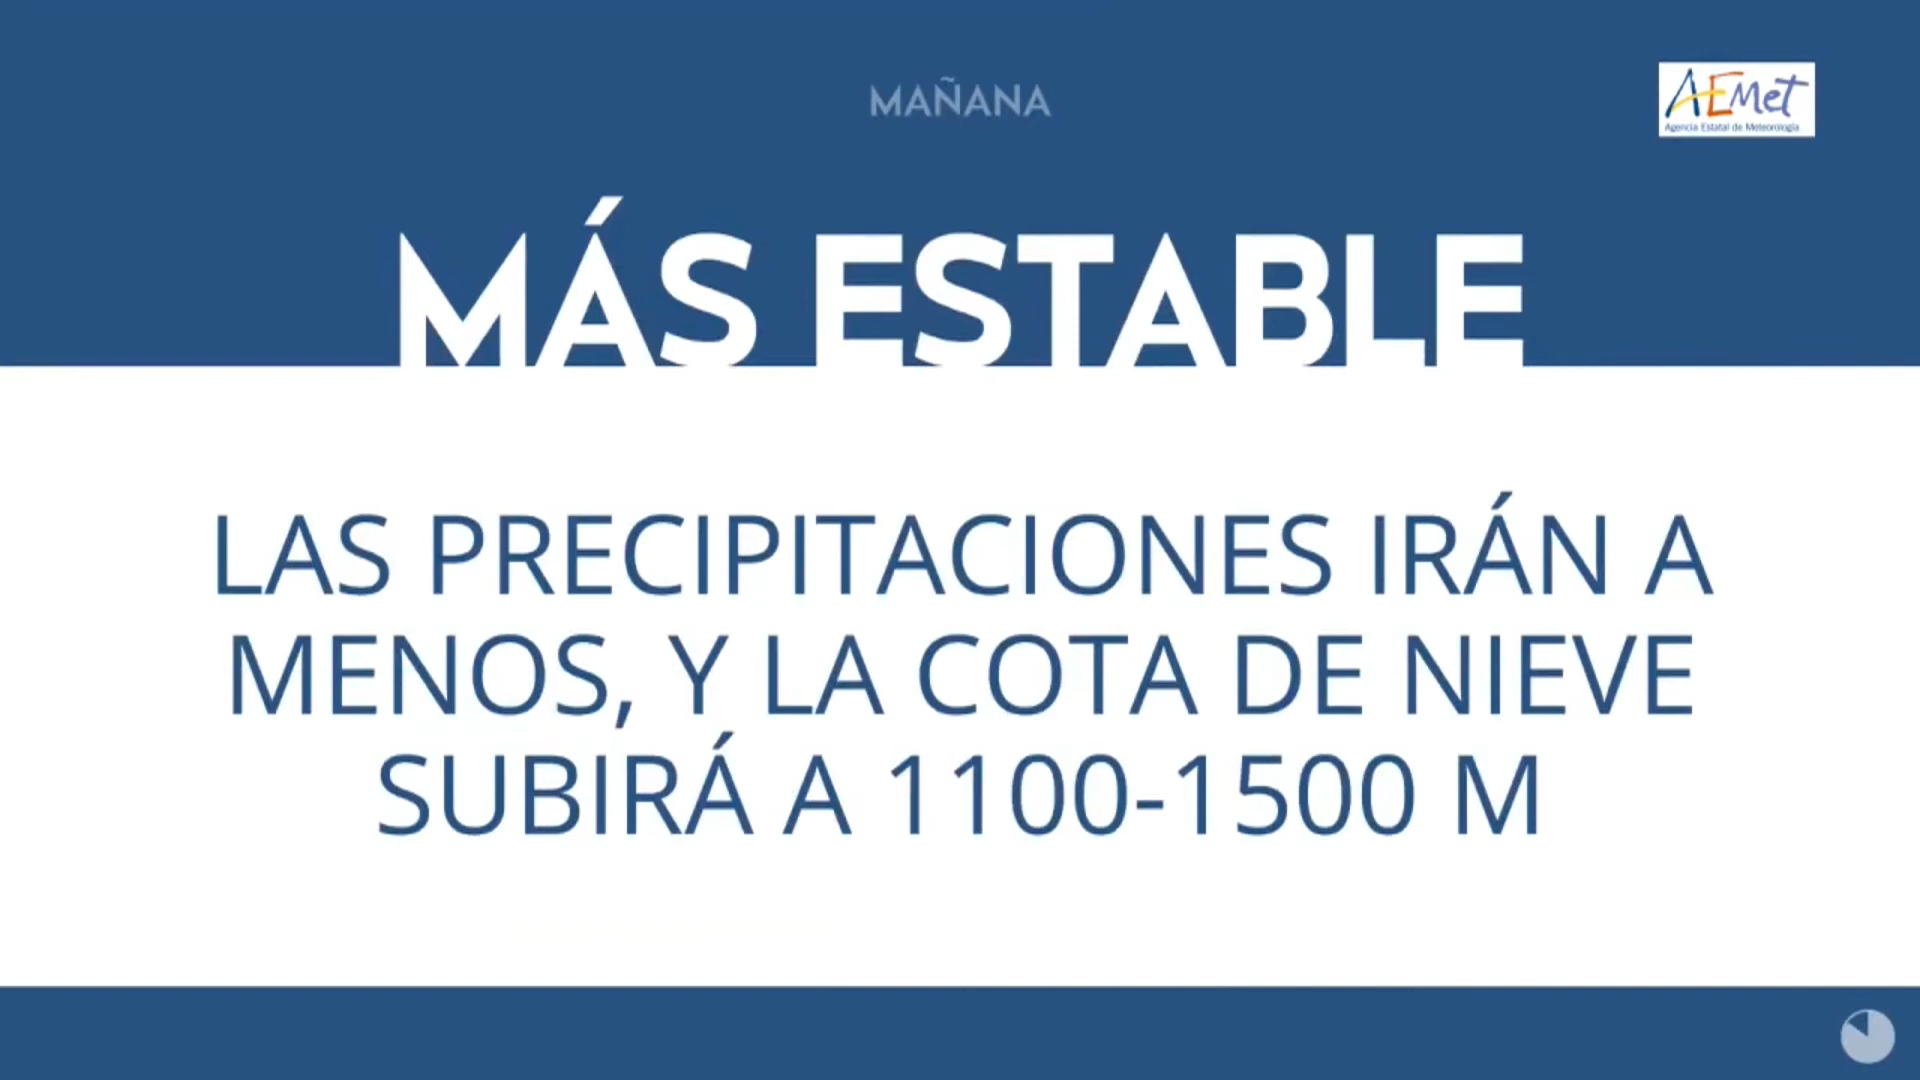 MAÑANA
AEMet
Agencia Estatal de Meteorología
MÁS ESTABLE
LAS PRECIPITACIONES IRÁN A
MENOS, Y LA COTA DE NIEVE
SUBIRÁ A 1100-1500 M